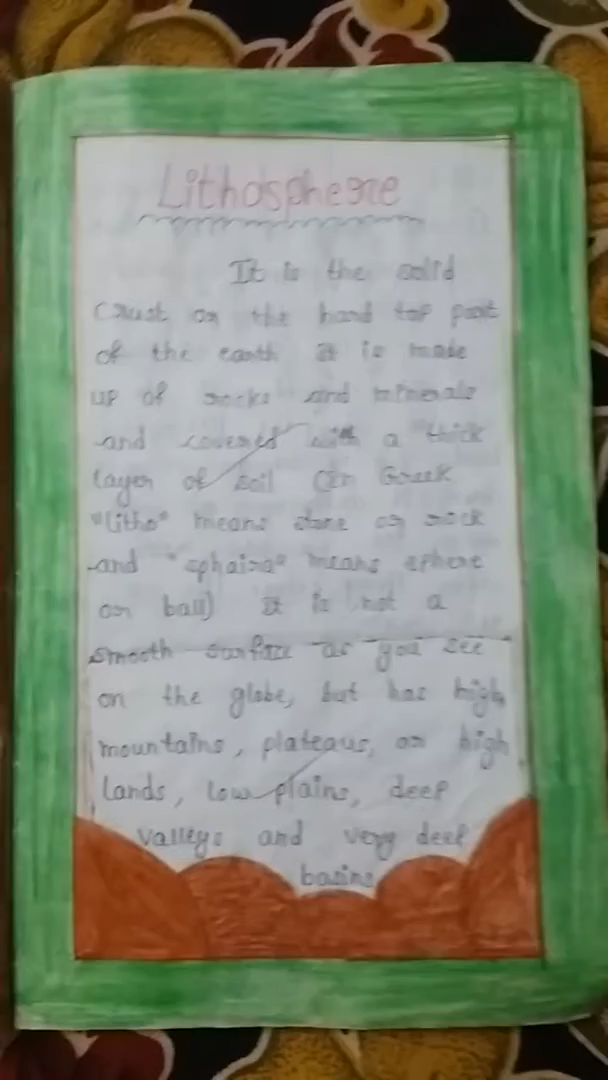 Lithosphere
It is the solid
crust or the hard top part
of the earth it is made
up of rocks and minerals
and covered with a thick
layer of soil (in Greek
"litho" means stone or rock
and "sphaira" means sphere
or ball) it is not a
smooth surface as you see
on the globe, but has high
mountains, plateaus, or high
lands, low plains, deep
valleys and very deep
basins